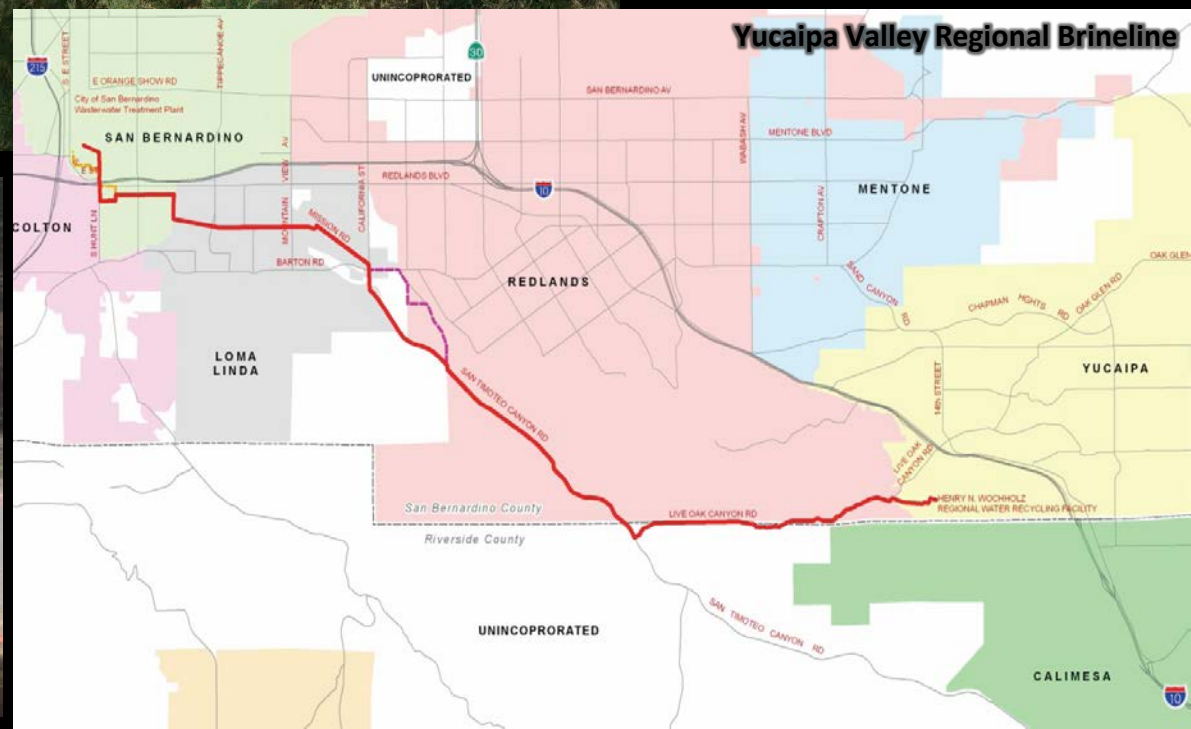 Yucaipa Valley Regional Brineline
30
215
S. E STREET
TIPPECANOE AV
UNINCOPRORATED
E ORANGE SHOW RD
SAN BERNARDINO AV
City of San Bernardino
Wasterwater Treatment Plant
SAN BERNARDINO
MENTONE BLVD
WABASH AV
MOUNTAIN VIEW AV
CALIFORNIA ST
REDLANDS BLVD
10
MENTONE
CRAFTON AV
COLTON
S HUNT LN
MISSION RD
BARTON RD
REDLANDS
SAND CANYON RD
OAK GLEN
OAK GLEN RD
CHAPMAN HGHTS RD
LOMA
LINDA
YUCAIPA
14th STREET
SAN TIMOTEO CANYON RD
LIVE OAK
CANYON RD
HENRY N. WOCHHOLZ
REGIONAL WATER RECYCLING FACILITY
San Bernardino County
LIVE OAK CANYON RD
Riverside County
UNINCOPRORATED
SAN TIMOTEO CANYON RD
CALIMESA
10